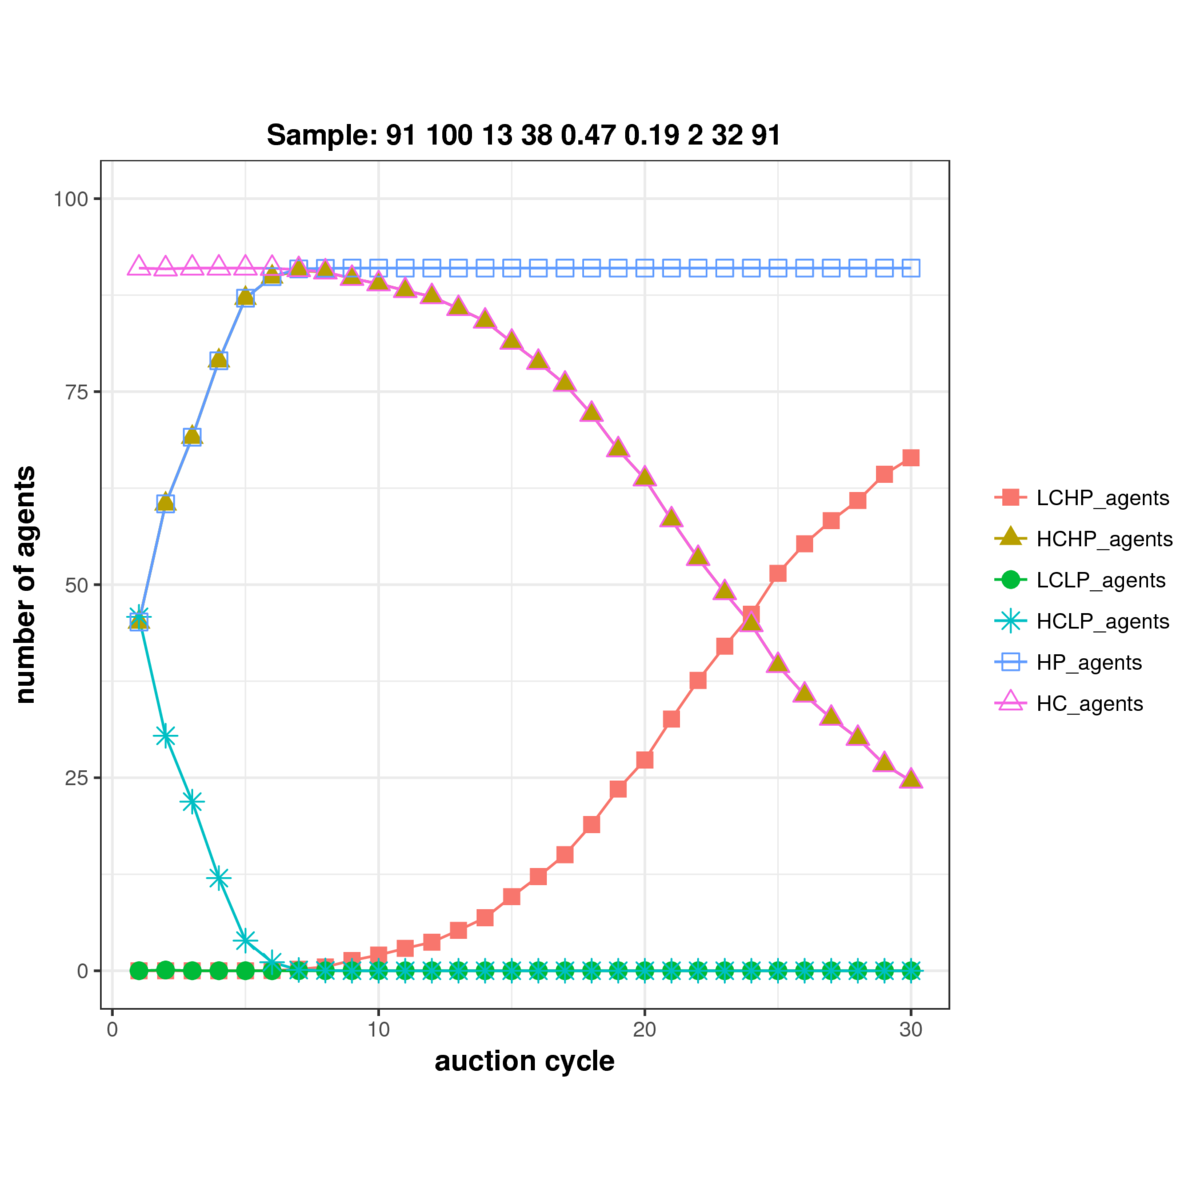 Sample: 91 100 13 38 0.47 0.19 2 32 91
100
75
50
25
0
0
10
20
30
number of agents
auction cycle
LCHP_agents
HCHP_agents
LCLP_agents
HCLP_agents
HP_agents
HC_agents